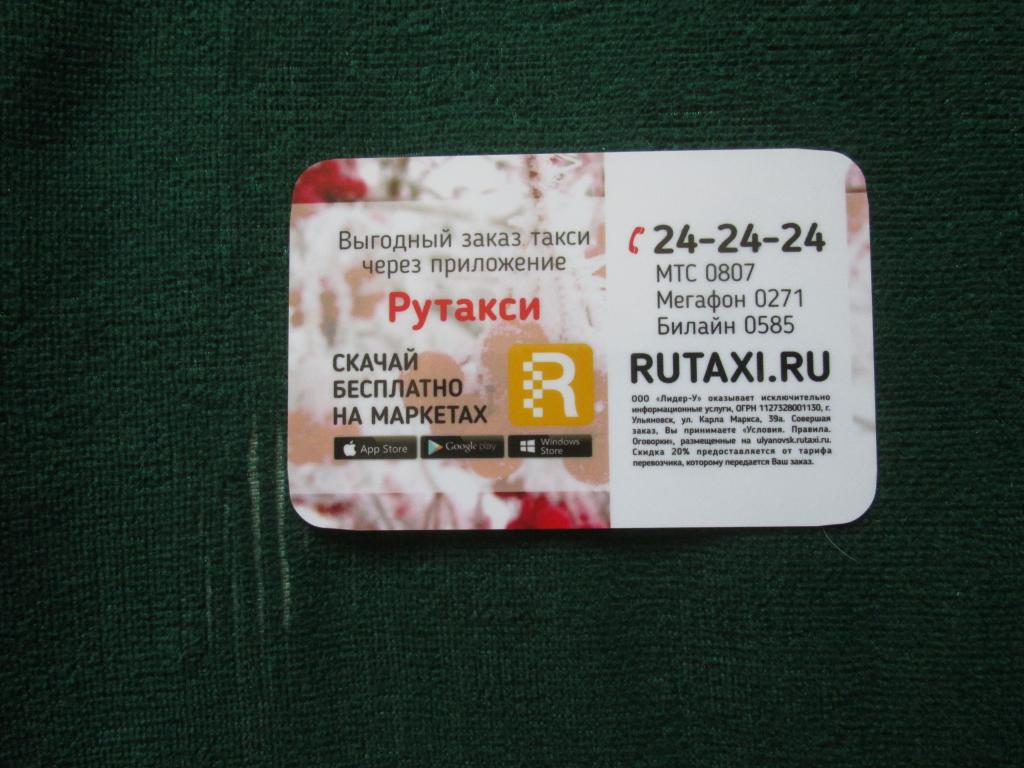 Выгодный заказ такси
через приложение
Рутакси
СКАЧАЙ
БЕСПЛАТНО
НА МАРКЕТАХ
R
App Store
Google play
Windows
Store
24-24-24
МТС 0807
Мегафон 0271
Билайн 0585
RUTAXI.RU
ООО «Лидер-У» оказывает исключительно
информационные услуги, ОГРН 1127328001130, г.
Ульяновск, ул. Карла Маркса, 39а. Совершая
заказ, Вы принимаете «Условия. Правила.
Оговорки», размещенные на ulyanovsk.rutaxi.ru.
Скидка 20% предоставляется от тарифа
перевозчика, которому передается Ваш заказ.